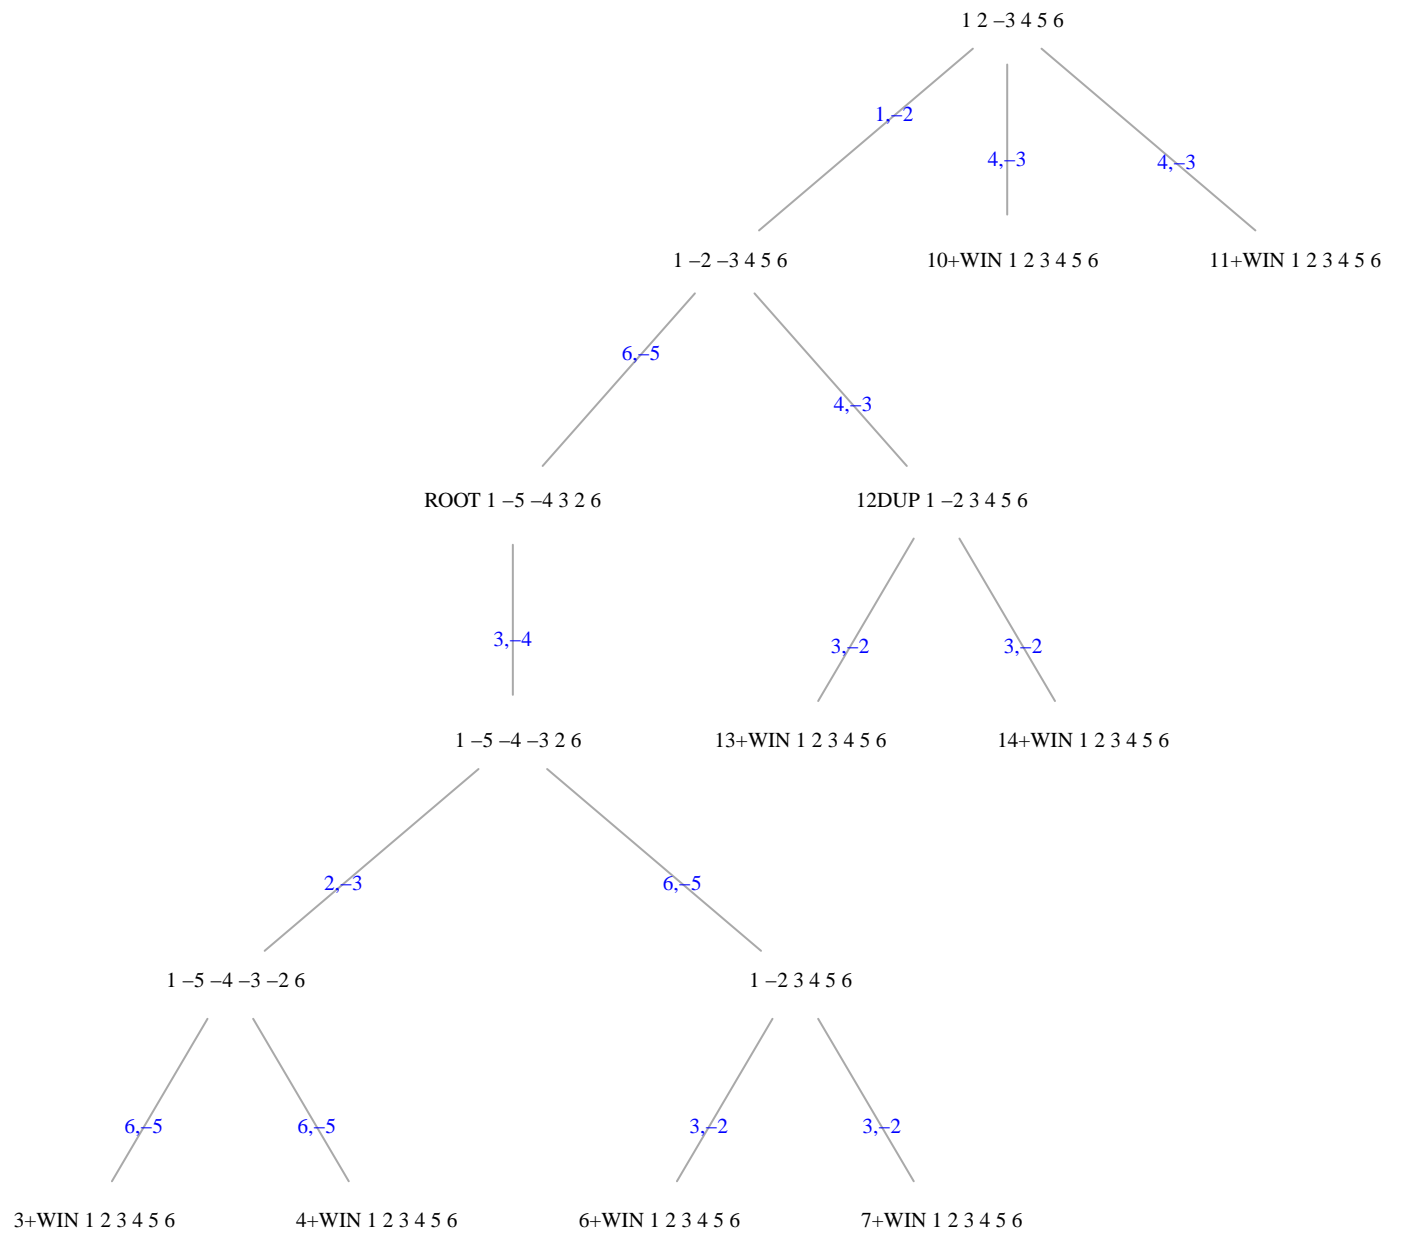 1 2 –3 4 5 6
1,–2
4,–3
4,–3
1 –2 –3 4 5 6
10+WIN 1 2 3 4 5 6
11+WIN 1 2 3 4 5 6
6,–5
4,–3
ROOT 1 –5 –4 3 2 6
12DUP 1 –2 3 4 5 6
3,–4
3,–2
3,–2
1 –5 –4 –3 2 6
13+WIN 1 2 3 4 5 6
14+WIN 1 2 3 4 5 6
2,–3
6,–5
1 –5 –4 –3 –2 6
1 –2 3 4 5 6
6,–5
6,–5
3,–2
3,–2
3+WIN 1 2 3 4 5 6
4+WIN 1 2 3 4 5 6
6+WIN 1 2 3 4 5 6
7+WIN 1 2 3 4 5 6